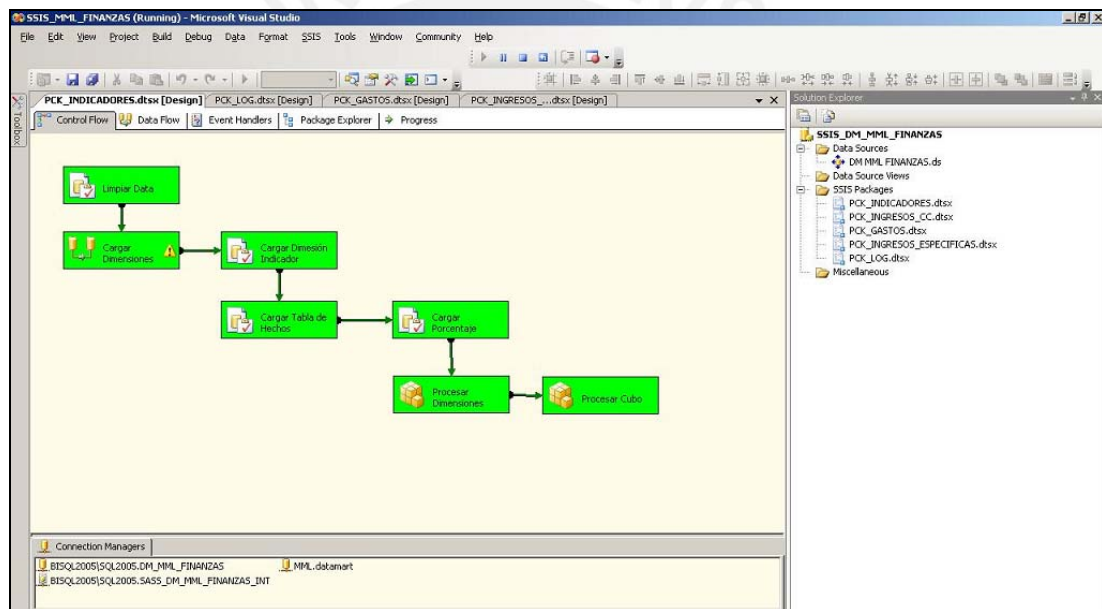 SSIS_MML_FINANZAS (Running) - Microsoft Visual Studio
File Edit View Project Build Debug Data Format SSIS Tools Window Community Help
PCK_INDICADORES.dtsx [Design] PCK_LOG.dtsx [Design] PCK_GASTOS.dtsx [Design] PCK_INGRESOS_...dtsx [Design]
Control Flow Data Flow Event Handlers Package Explorer Progress
Toolbox
Limpiar Data
Cargar
Dimensiones
Cargar Dimesión
Indicador
Cargar Tabla de
Hechos
Cargar
Porcentaje
Procesar
Dimensiones
Procesar Cubo
Connection Managers
BISQL2005\SQL2005.DM_MML_FINANZAS MML.datamart
BISQL2005\SQL2005.SASS_DM_MML_FINANZAS_INT
Solution Explorer
SSIS_DM_MML_FINANZAS
Data Sources
DM MML FINANZAS.ds
Data Source Views
SSIS Packages
PCK_INDICADORES.dtsx
PCK_INGRESOS_CC.dtsx
PCK_GASTOS.dtsx
PCK_INGRESOS_ESPECIFICAS.dtsx
PCK_LOG.dtsx
Miscellaneous